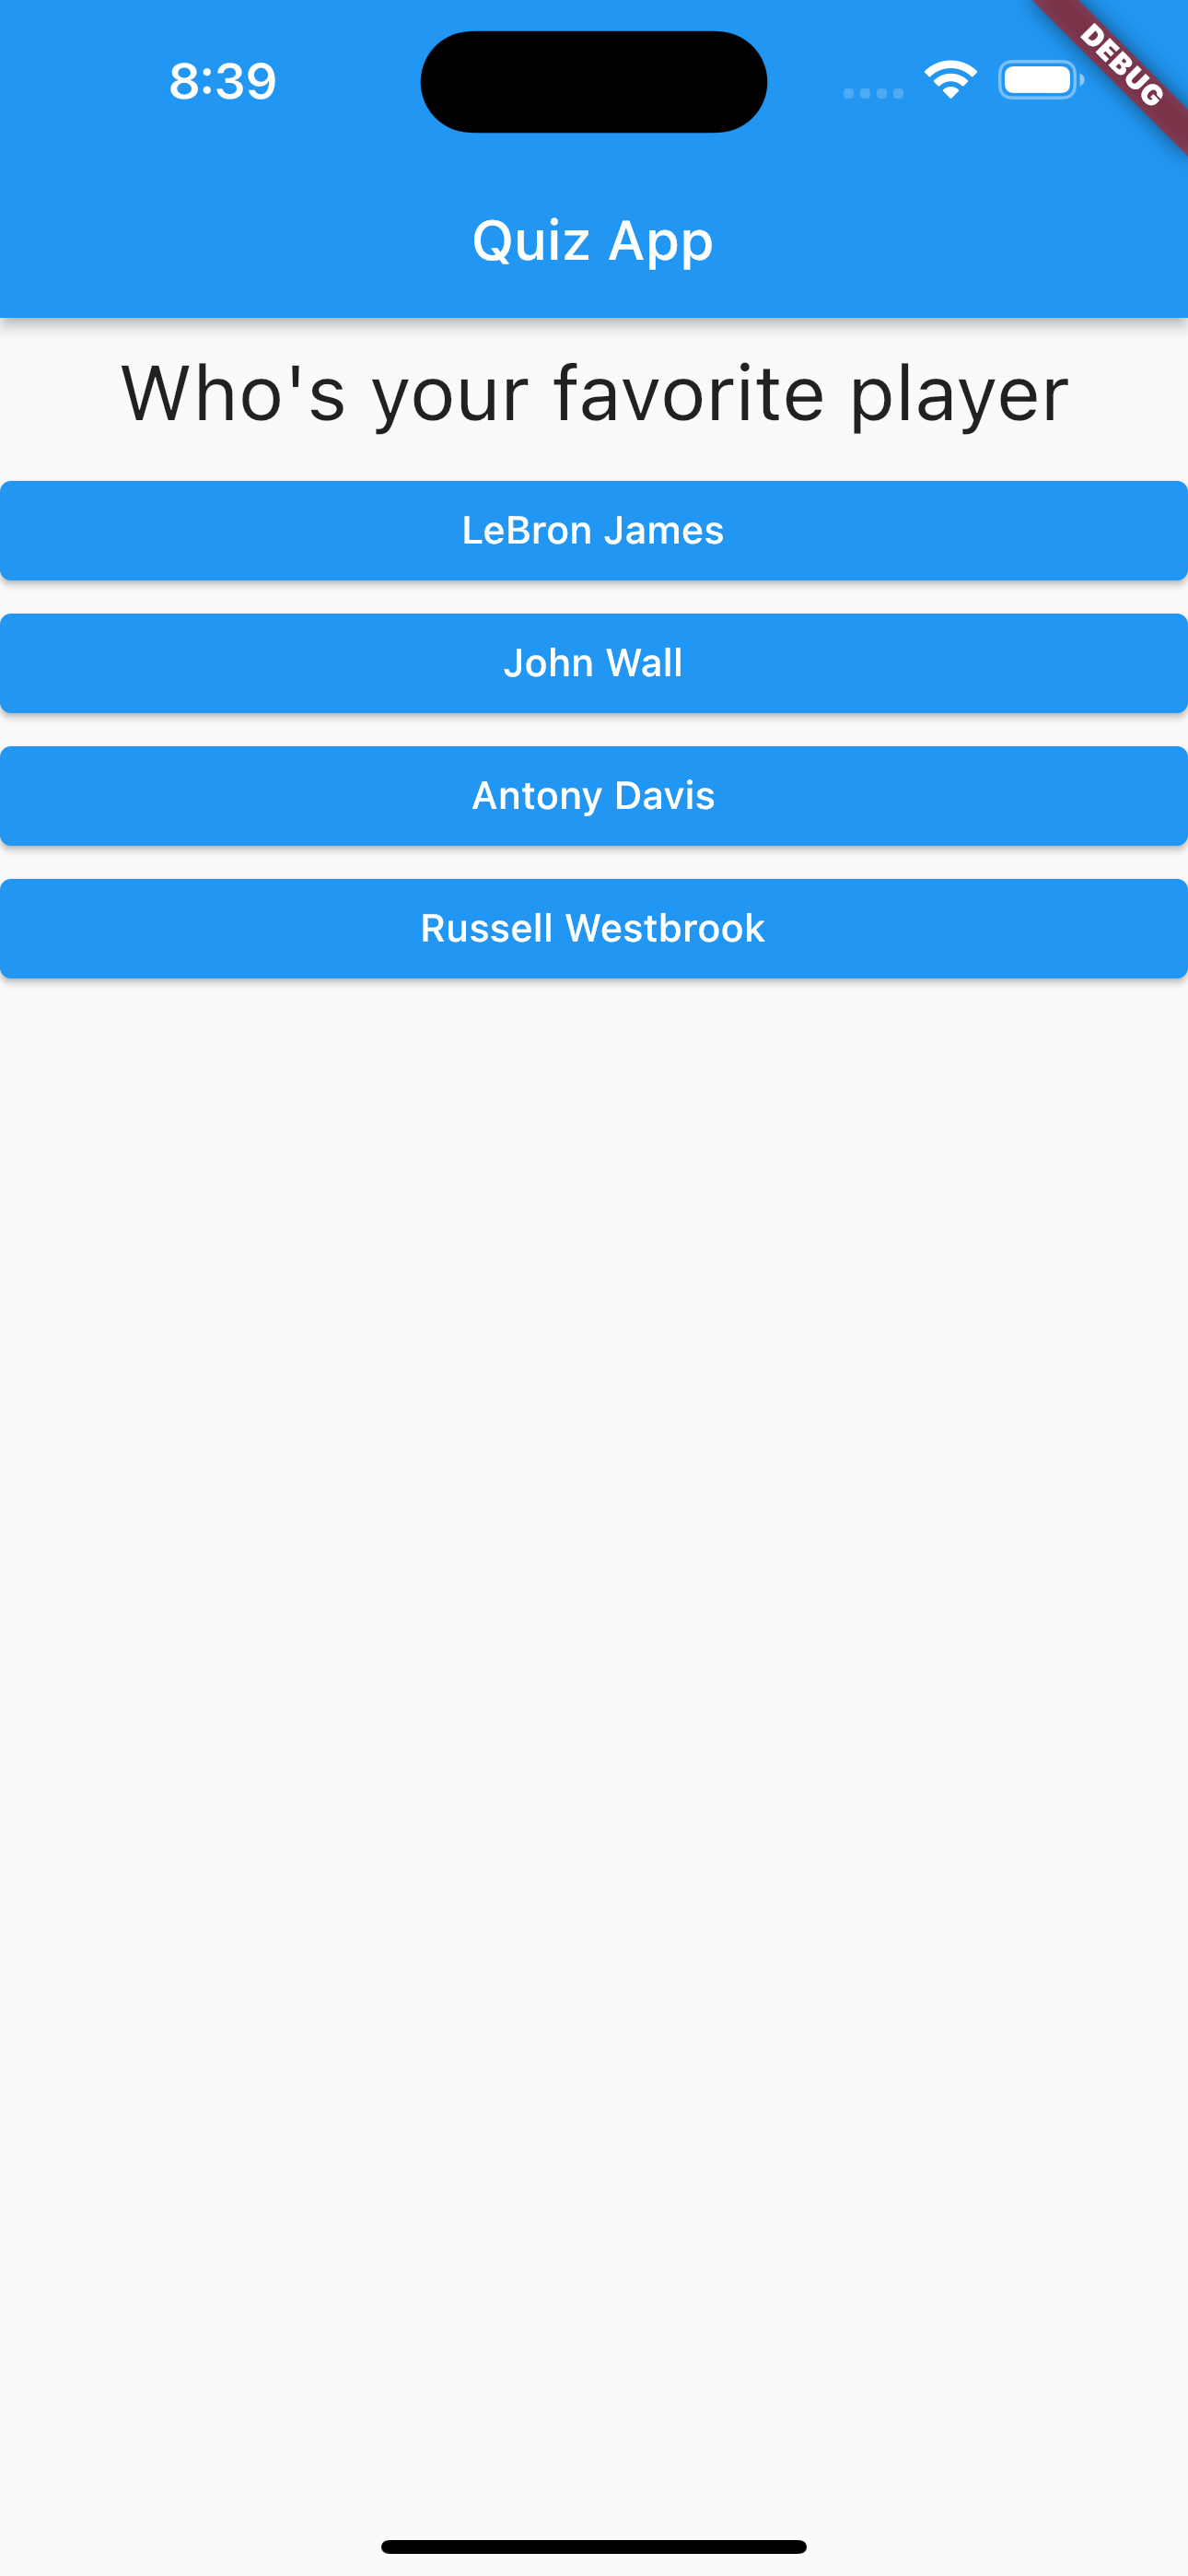 8:39
DEBUG
Quiz App
Who's your favorite player
LeBron James
John Wall
Antony Davis
Russell Westbrook